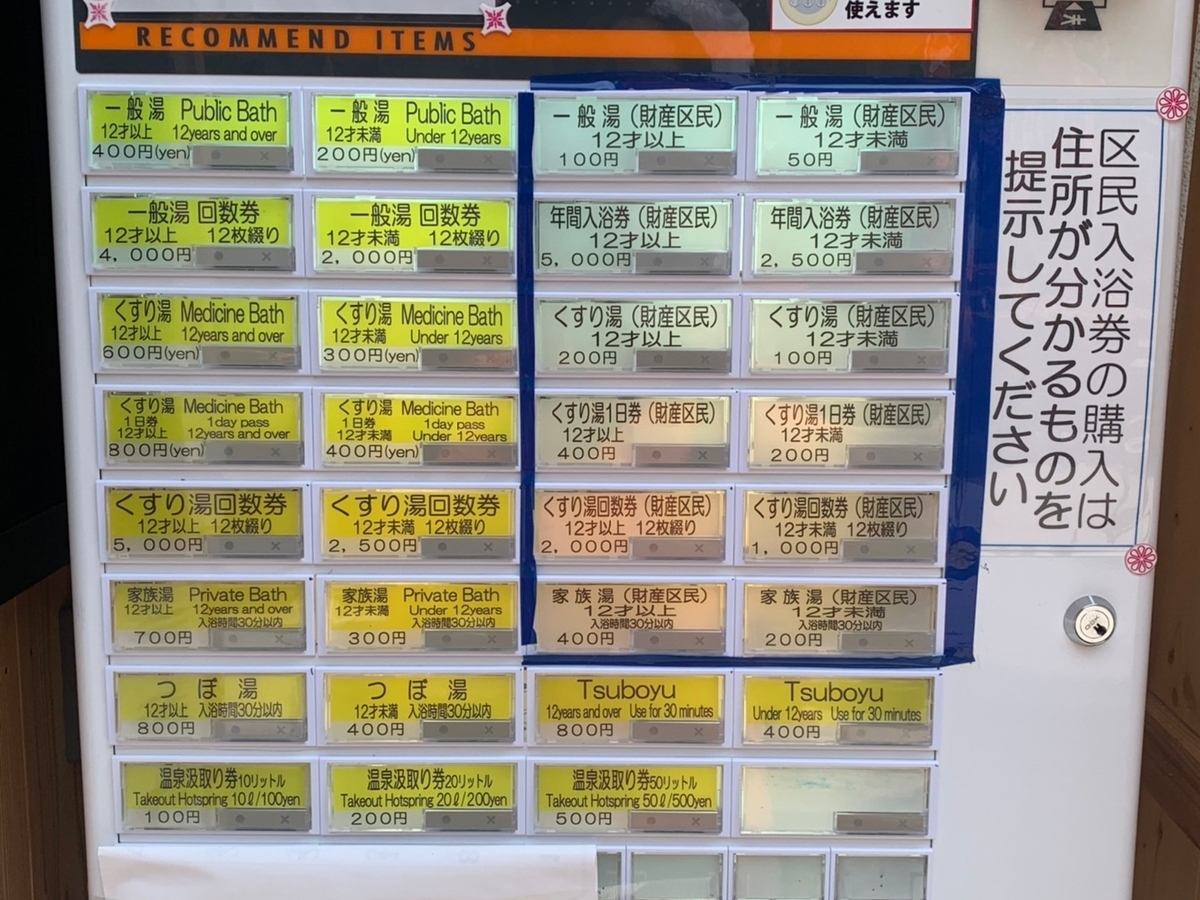 使えます
RECOMMEND ITEMS
一般湯 Public Bath
12才以上 12years and over
400円(yen)
一般湯 Public Bath
12才未満 Under 12years
200円(yen)
一般湯(財産区民)
12才以上
100円
一般湯(財産区民)
12才未満
50円
一般湯 回数券
12才以上 12枚綴り
4,000円
一般湯 回数券
12才未満 12枚綴り
2,000円
年間入浴券(財産区民)
12才以上
5,000円
年間入浴券(財産区民)
12才未満
2,500円
くすり湯 Medicine Bath
12才以上 12years and over
600円(yen)
くすり湯 Medicine Bath
12才未満 Under 12years
300円(yen)
くすり湯(財産区民)
12才以上
200円
くすり湯(財産区民)
12才未満
100円
くすり湯 Medicine Bath
1日券 1day pass
12才以上 12years and over
800円(yen)
くすり湯 Medicine Bath
1日券 1day pass
12才未満 Under 12years
400円(yen)
くすり湯1日券(財産区民)
12才以上
400円
くすり湯1日券(財産区民)
12才未満
200円
くすり湯回数券
12才以上 12枚綴り
5,000円
くすり湯回数券
12才未満 12枚綴り
2,500円
くすり湯回数券(財産区民)
12才以上 12枚綴り
2,000円
くすり湯回数券(財産区民)
12才未満 12枚綴り
1,000円
家族湯 Private Bath
12才以上 12years and over
入浴時間30分以内
700円
家族湯 Private Bath
12才未満 Under 12years
入浴時間30分以内
300円
家族湯(財産区民)
12才以上
入浴時間30分以内
400円
家族湯(財産区民)
12才未満
入浴時間30分以内
200円
つぼ湯
12才以上 入浴時間30分以内
800円
つぼ湯
12才未満 入浴時間30分以内
400円
Tsuboyu
12years and over Use for 30 minutes
800円
Tsuboyu
Under 12years Use for 30 minutes
400円
温泉汲取り券10リットル
Takeout Hotspring 10ℓ/100yen
100円
温泉汲取り券20リットル
Takeout Hotspring 20ℓ/200yen
200円
温泉汲取り券50リットル
Takeout Hotspring 50ℓ/500yen
500円
区民入浴券の購入は
住所が分かるものを
提示してください